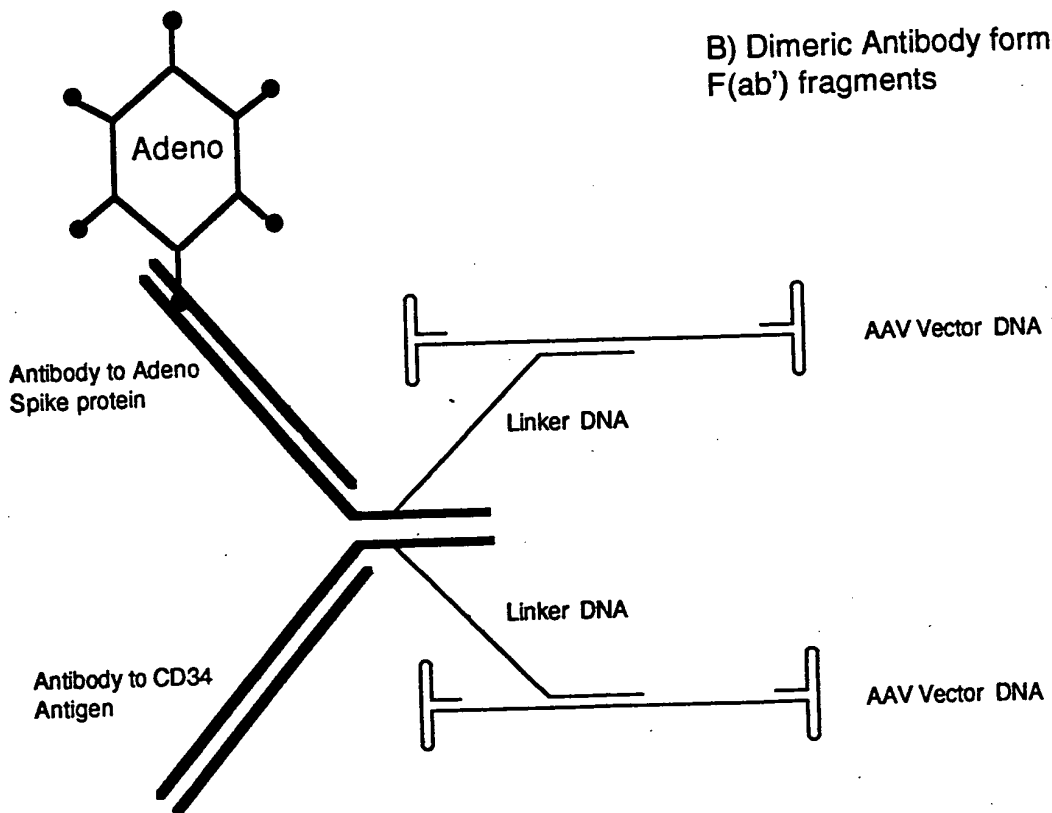 B) Dimeric Antibody form
F(ab') fragments
Adeno
AAV Vector DNA
Antibody to Adeno
Spike protein
Linker DNA
Linker DNA
Antibody to CD34
Antigen
AAV Vector DNA